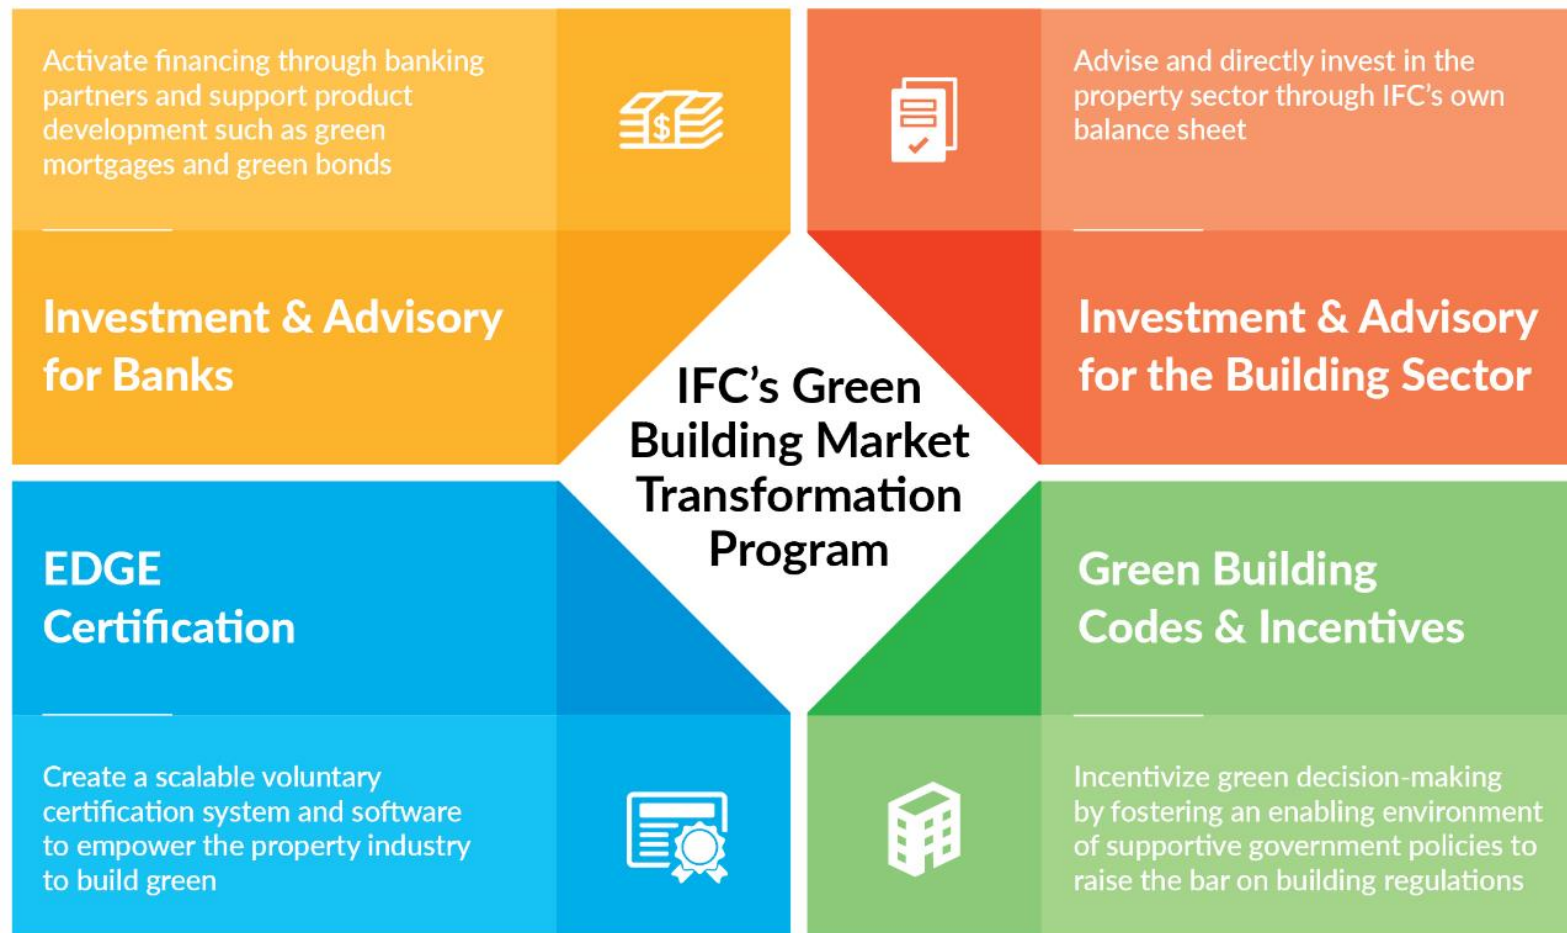 Activate financing through banking
partners and support product
development such as green
mortgages and green bonds
Investment & Advisory
for Banks
$
Advise and directly invest in the
property sector through IFC’s own
balance sheet
Investment & Advisory
for the Building Sector
IFC’s Green
Building Market
Transformation
Program
EDGE
Certification
Create a scalable voluntary
certification system and software
to empower the property industry
to build green
Green Building
Codes & Incentives
Incentivize green decision-making
by fostering an enabling environment
of supportive government policies to
raise the bar on building regulations